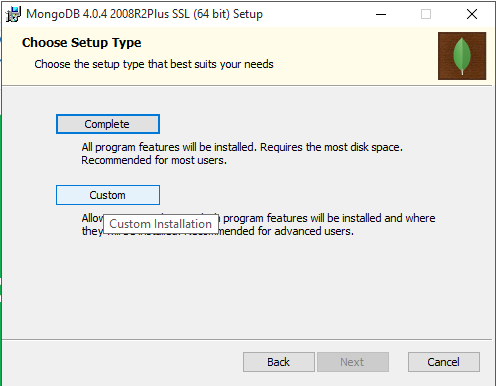 MongoDB 4.0.4 2008R2Plus SSL (64 bit) Setup
Choose Setup Type
Choose the setup type that best suits your needs
Complete
All program features will be installed. Requires the most disk space.
Recommended for most users.
Custom
Allow program features will be installed and where
Custom Installation
they will be installed. Recommended for advanced users.
Back Next Cancel